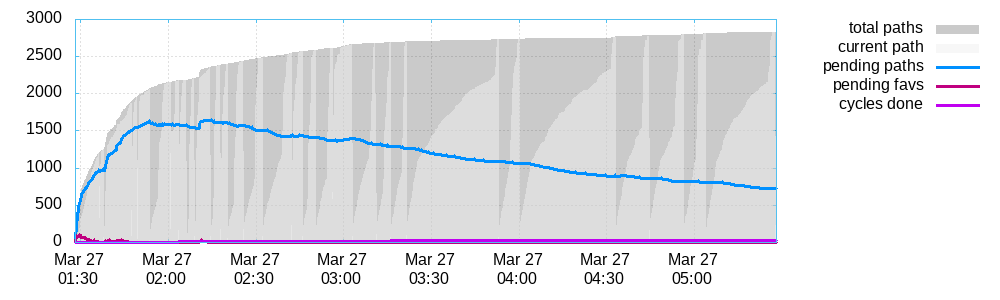 3000
2500
2000
1500
1000
500
0
Mar 27 Mar 27 Mar 27 Mar 27 Mar 27 Mar 27 Mar 27 Mar 27
01:30 02:00 02:30 03:00 03:30 04:00 04:30 05:00
total paths
current path
pending paths
pending favs
cycles done